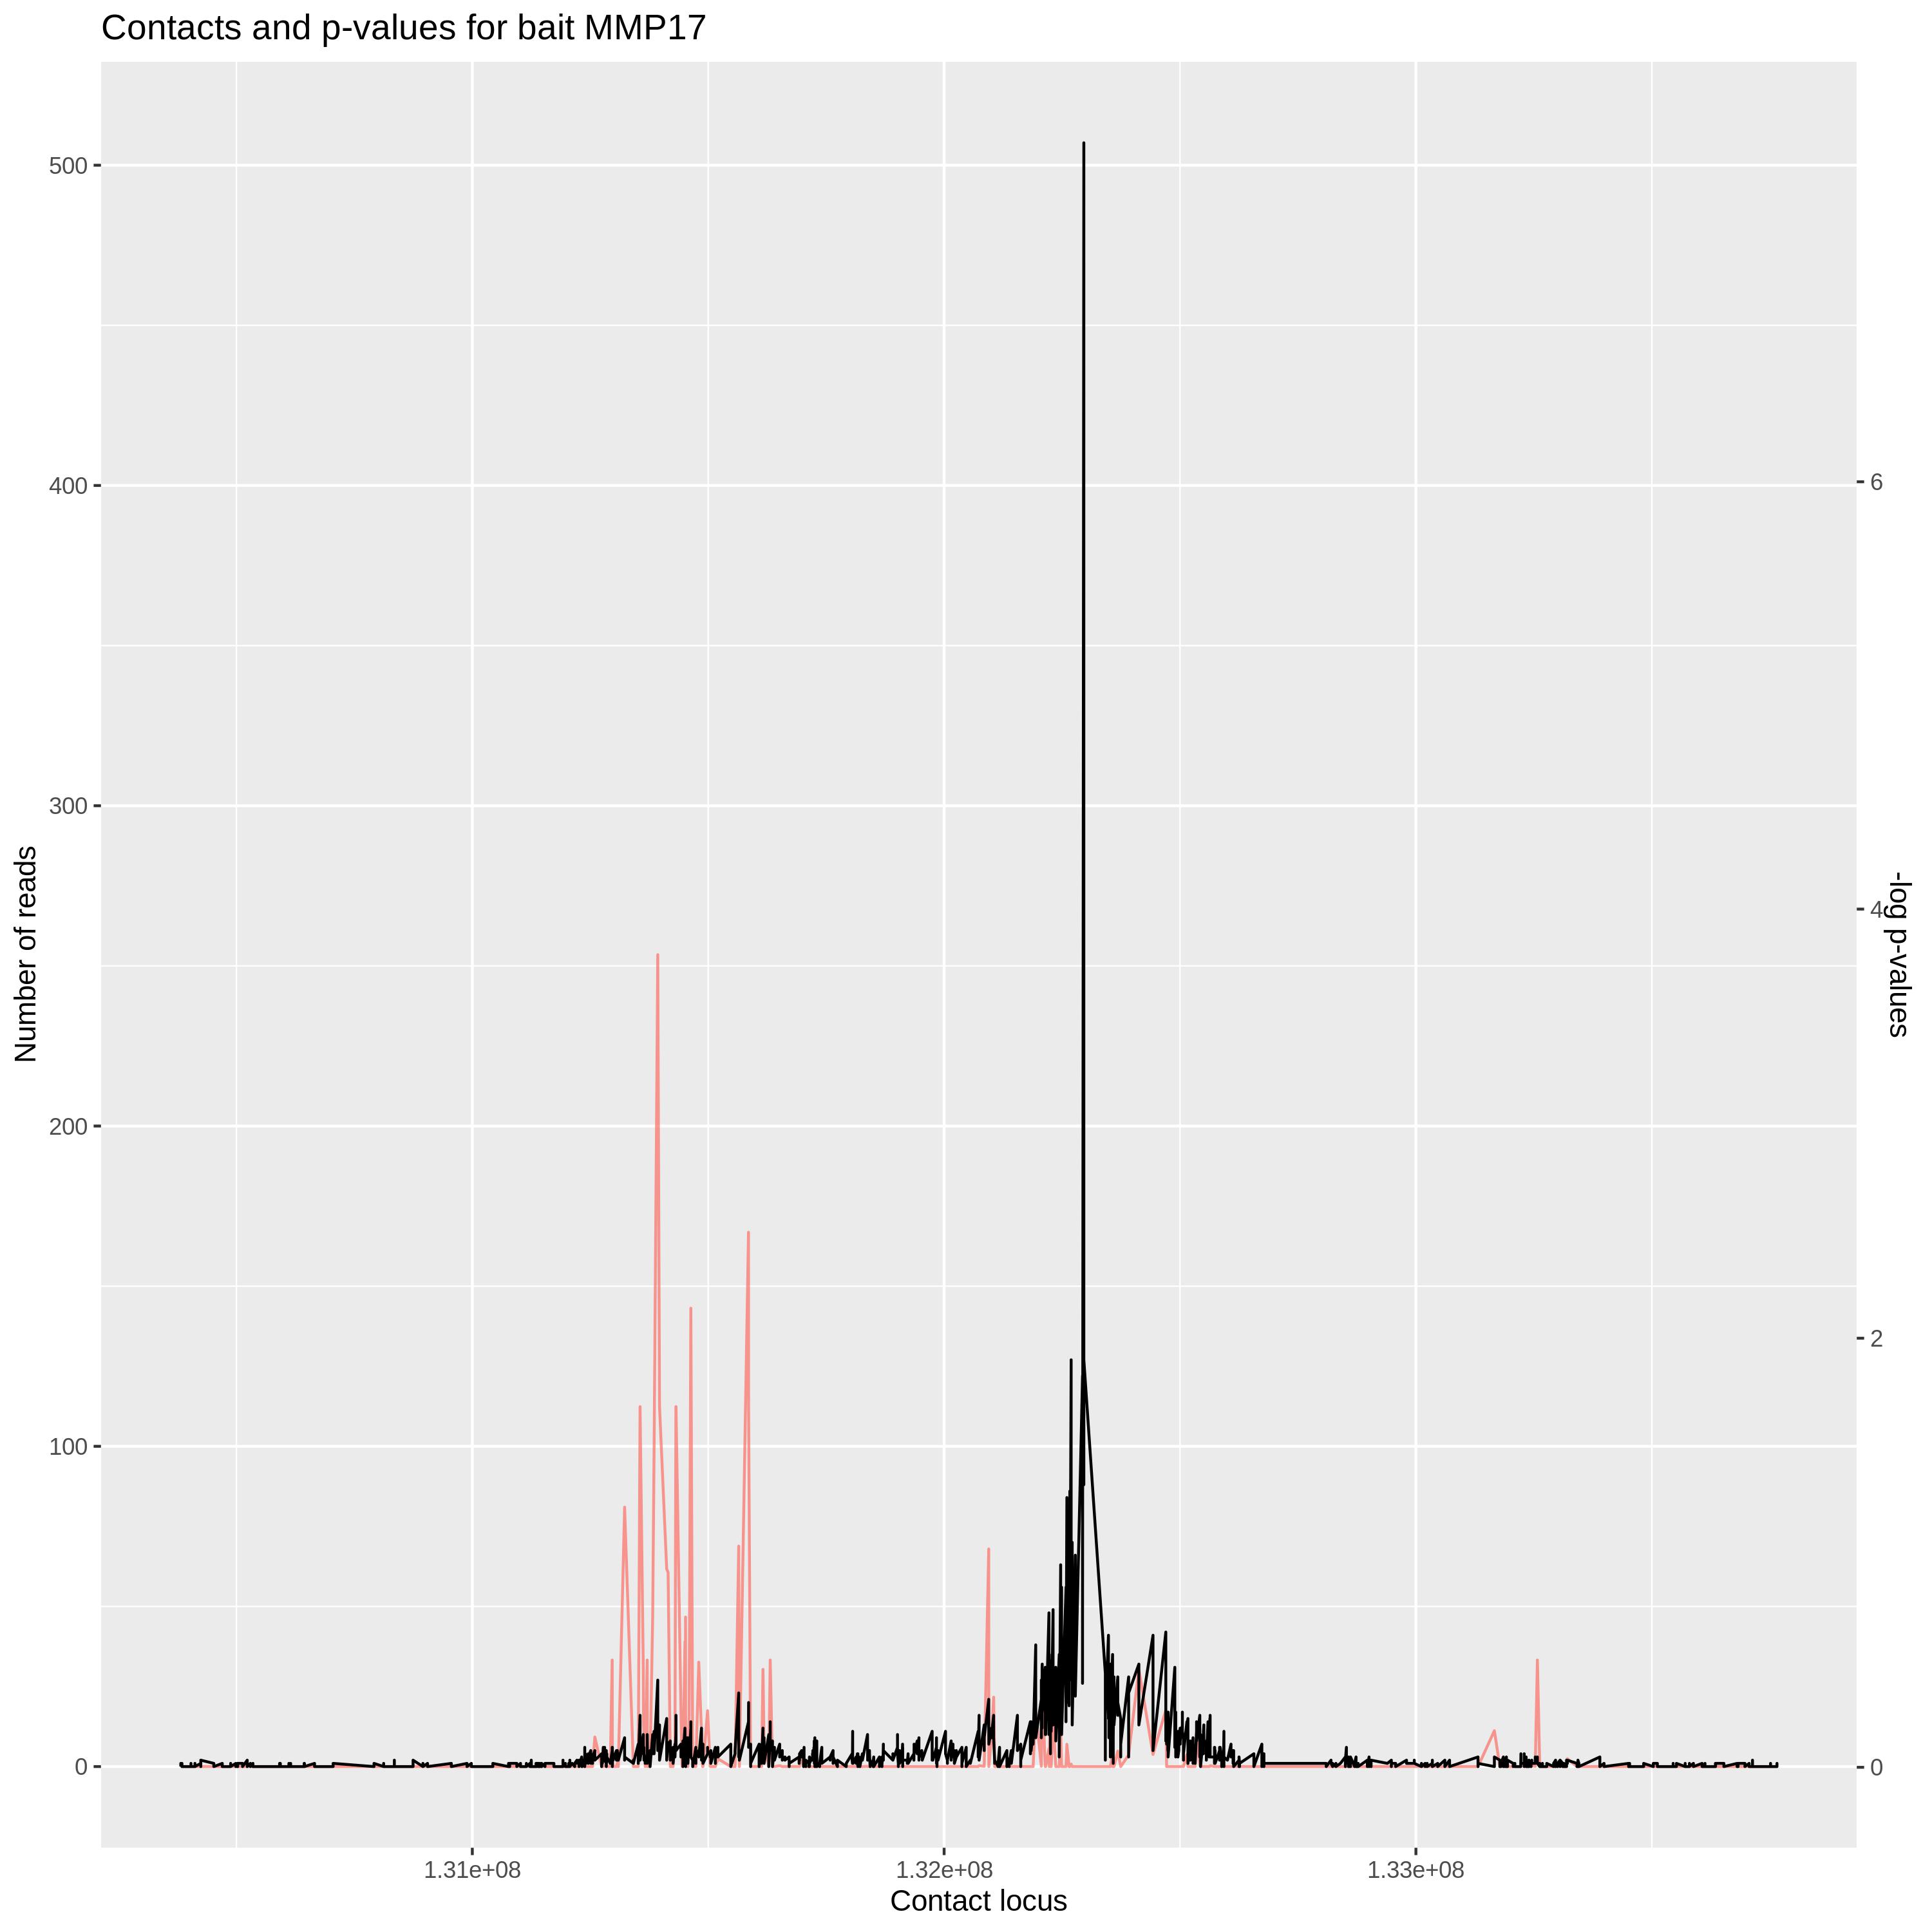 Contacts and p-values for bait MMP17
500
400
300
200
100
0
Number of reads
6
4
2
0
-log p-values
1.31e+08
1.32e+08
1.33e+08
Contact locus